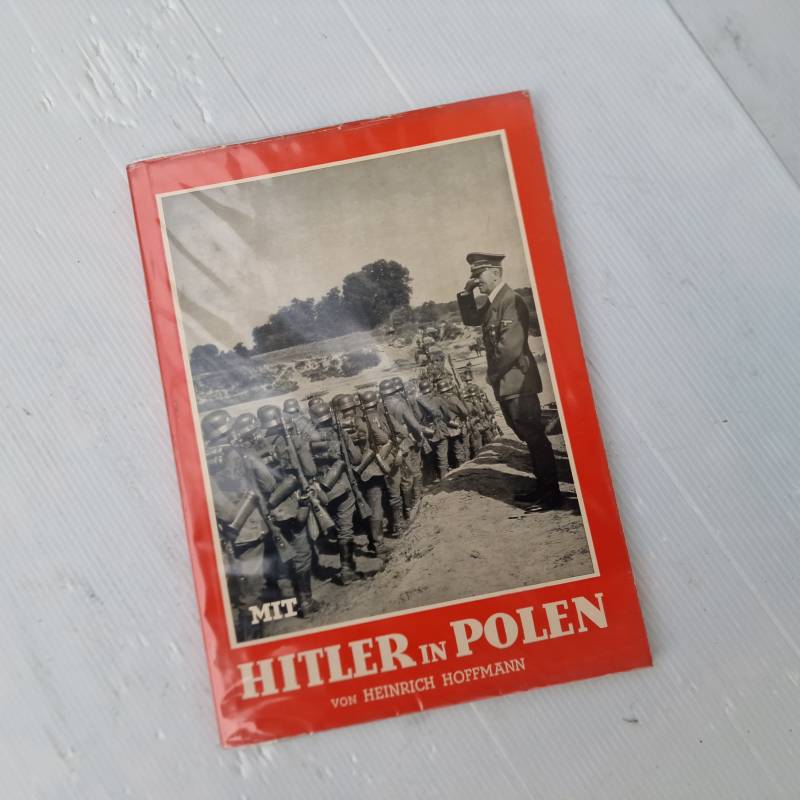 MIT
HITLER IN POLEN
VON HEINRICH HOFFMANN